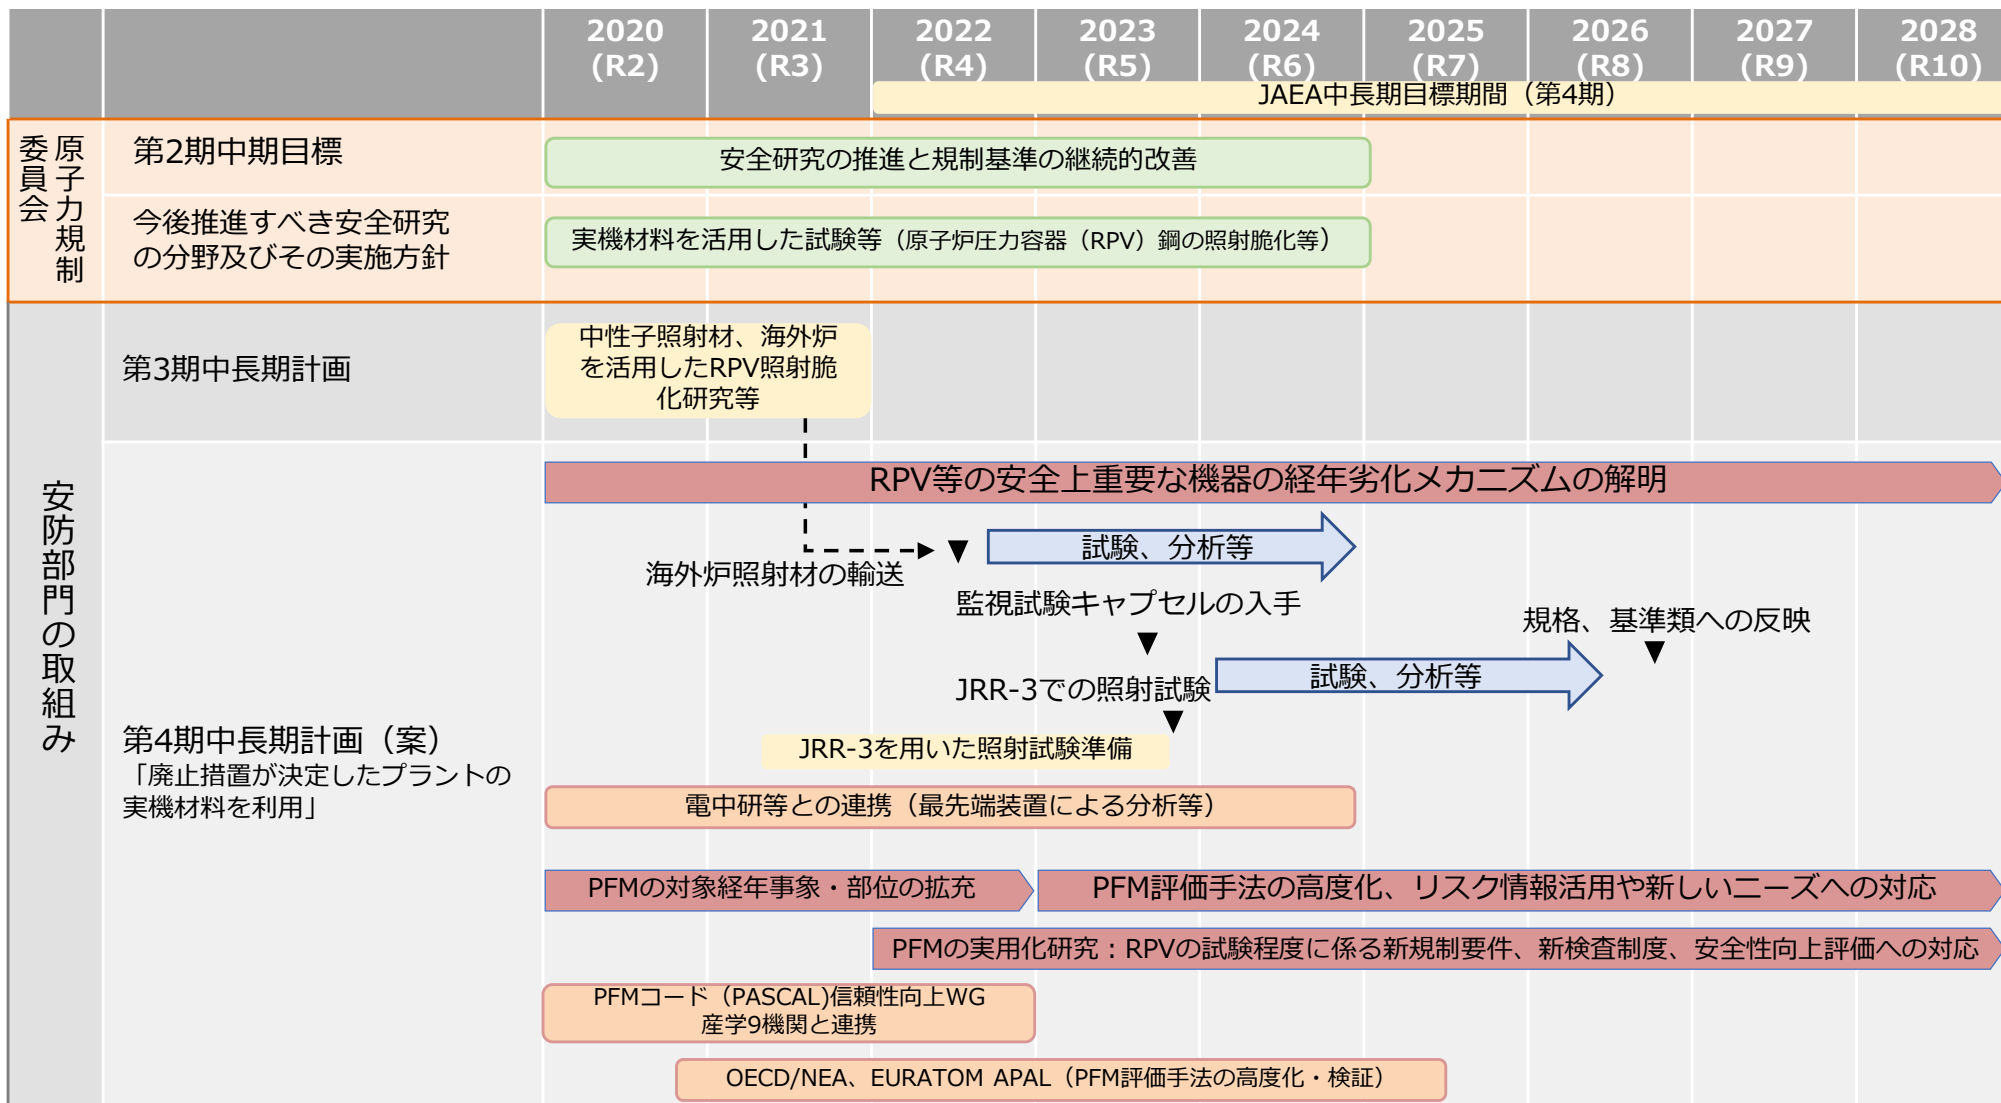 2020
(R2)
2021
(R3)
2022
(R4)
2023
(R5)
2024
(R6)
2025
(R7)
2026
(R8)
2027
(R9)
2028
(R10)
JAEA中長期目標期間（第4期）
原子力規制
委員会
第2期中期目標
安全研究の推進と規制基準の継続的改善
今後推進すべき安全研究
の分野及びその実施方針
実機材料を活用した試験等（原子炉圧力容器（RPV）鋼の照射脆化等）
安防部門の取組み
第3期中長期計画
中性子照射材、海外炉
を活用したRPV照射脆
化研究等
第4期中長期計画（案）
「廃止措置が決定したプラントの
実機材料を利用」
RPV等の安全上重要な機器の経年劣化メカニズムの解明
試験、分析等
海外炉照射材の輸送
監視試験キャプセルの入手
規格、基準類への反映
試験、分析等
JRR-3での照射試験
JRR-3を用いた照射試験準備
電中研等との連携（最先端装置による分析等）
PFMの対象経年事象・部位の拡充
PFM評価手法の高度化、リスク情報活用や新しいニーズへの対応
PFMの実用化研究：RPVの試験程度に係る新規制要件、新検査制度、安全性向上評価への対応
PFMコード（PASCAL)信頼性向上WG
産学9機関と連携
OECD/NEA、EURATOM APAL（PFM評価手法の高度化・検証）